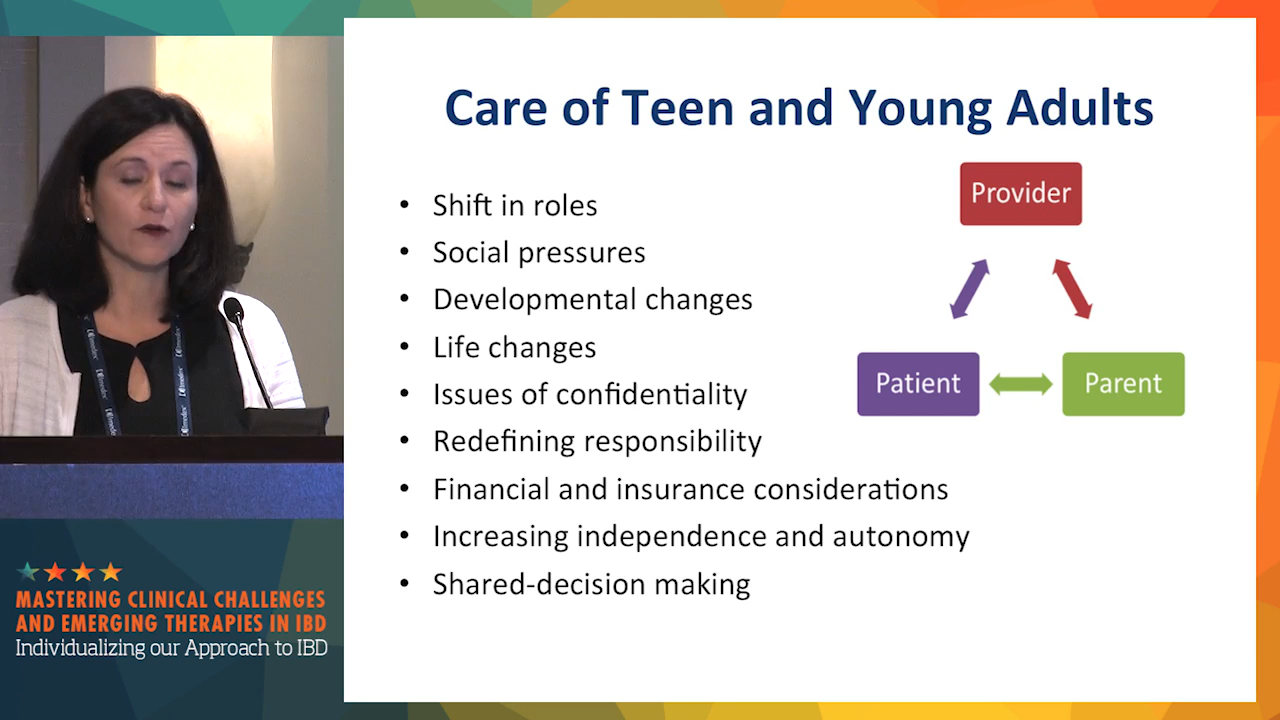 Care of Teen and Young Adults
• Shift in roles
• Social pressures
• Developmental changes
• Life changes
• Issues of confidentiality
• Redefining responsibility
• Financial and insurance considerations
• Increasing independence and autonomy
• Shared-decision making
Provider
Patient
Parent
MASTERING CLINICAL CHALLENGES
AND EMERGING THERAPIES IN IBD
Individualizing our Approach to IBD